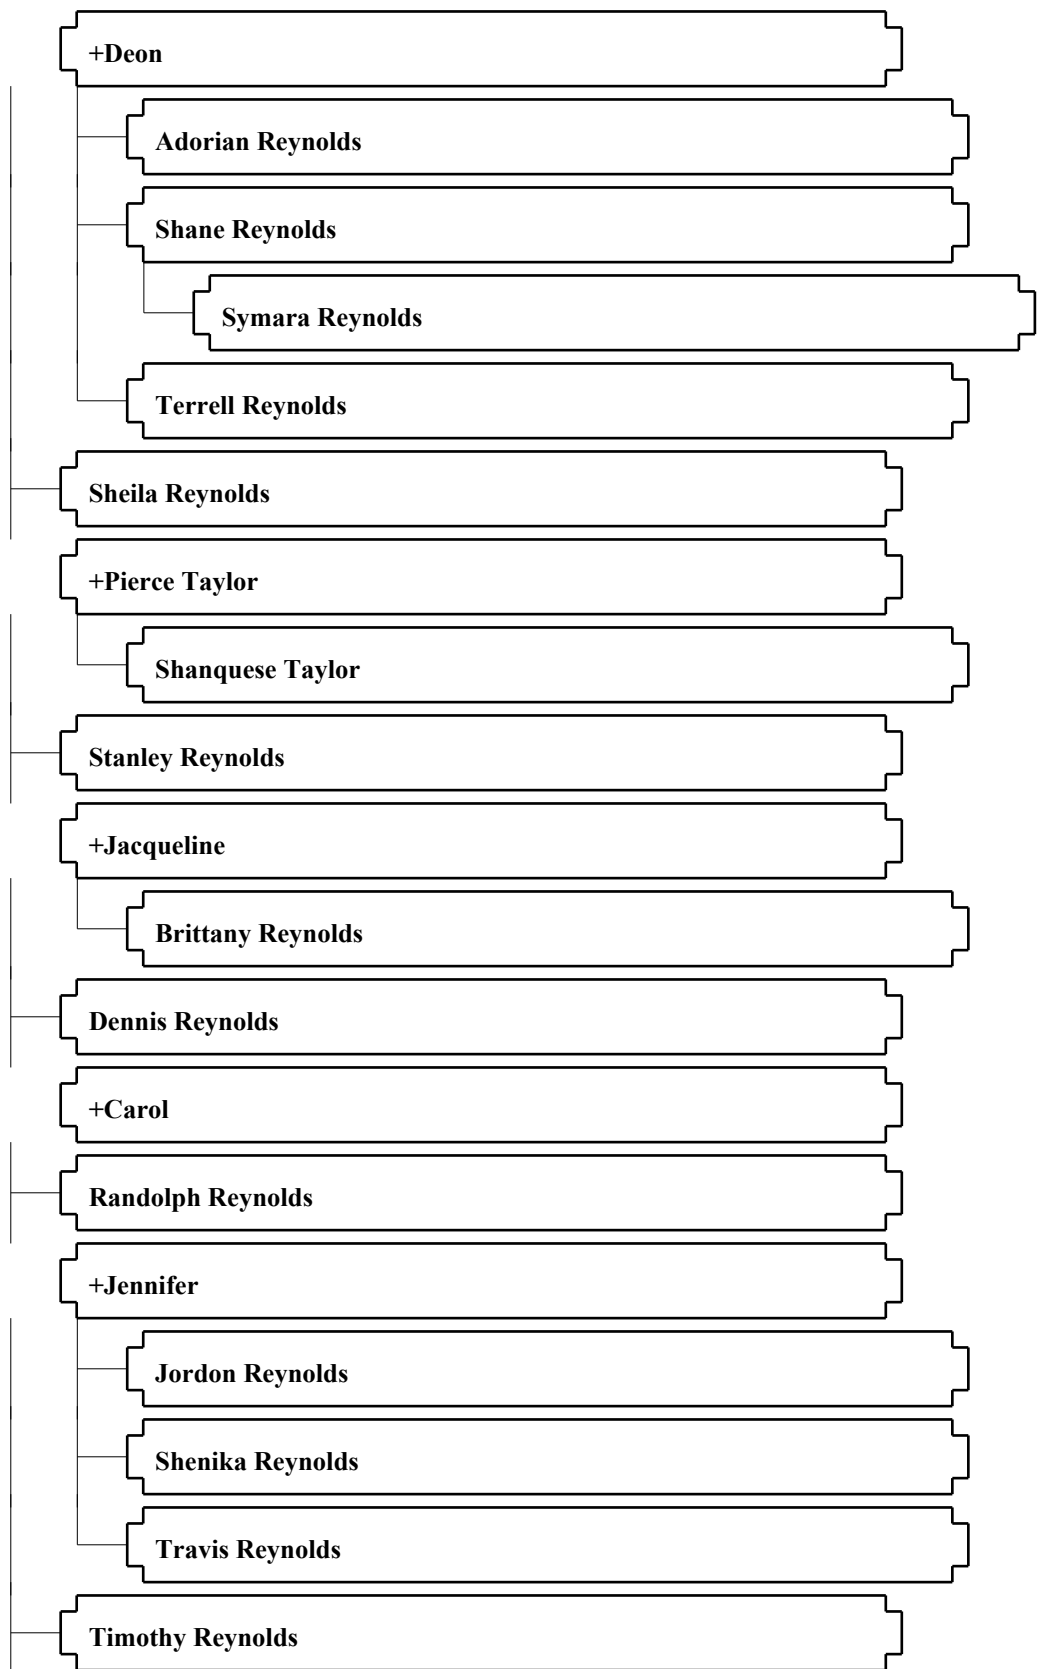 +Deon
Adorian Reynolds
Shane Reynolds
Symara Reynolds
Terrell Reynolds
Sheila Reynolds
+Pierce Taylor
Shanquese Taylor
Stanley Reynolds
+Jacqueline
Brittany Reynolds
Dennis Reynolds
+Carol
Randolph Reynolds
+Jennifer
Jordon Reynolds
Shenika Reynolds
Travis Reynolds
Timothy Reynolds